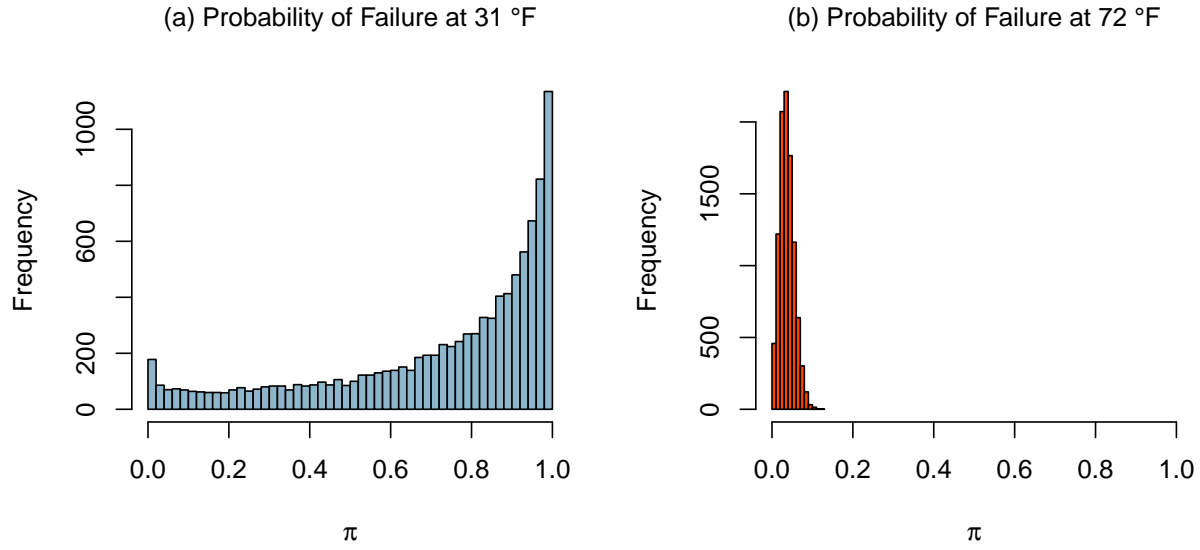 (a) Probability of Failure at 31 °F
Frequency
0
200
600
1000
0.0 0.2 0.4 0.6 0.8 1.0
π
(b) Probability of Failure at 72 °F
Frequency
0
500
1500
0.0 0.2 0.4 0.6 0.8 1.0
π